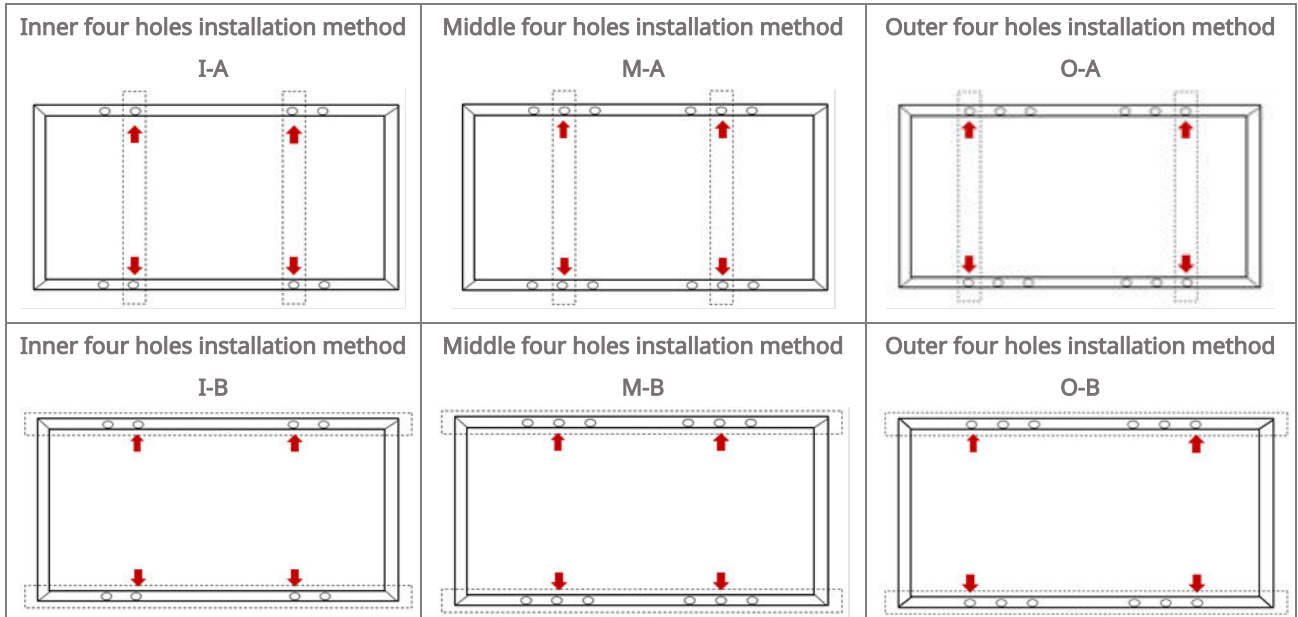 Inner four holes installation method
I-A
Middle four holes installation method
M-A
Outer four holes installation method
O-A
Inner four holes installation method
I-B
Middle four holes installation method
M-B
Outer four holes installation method
O-B